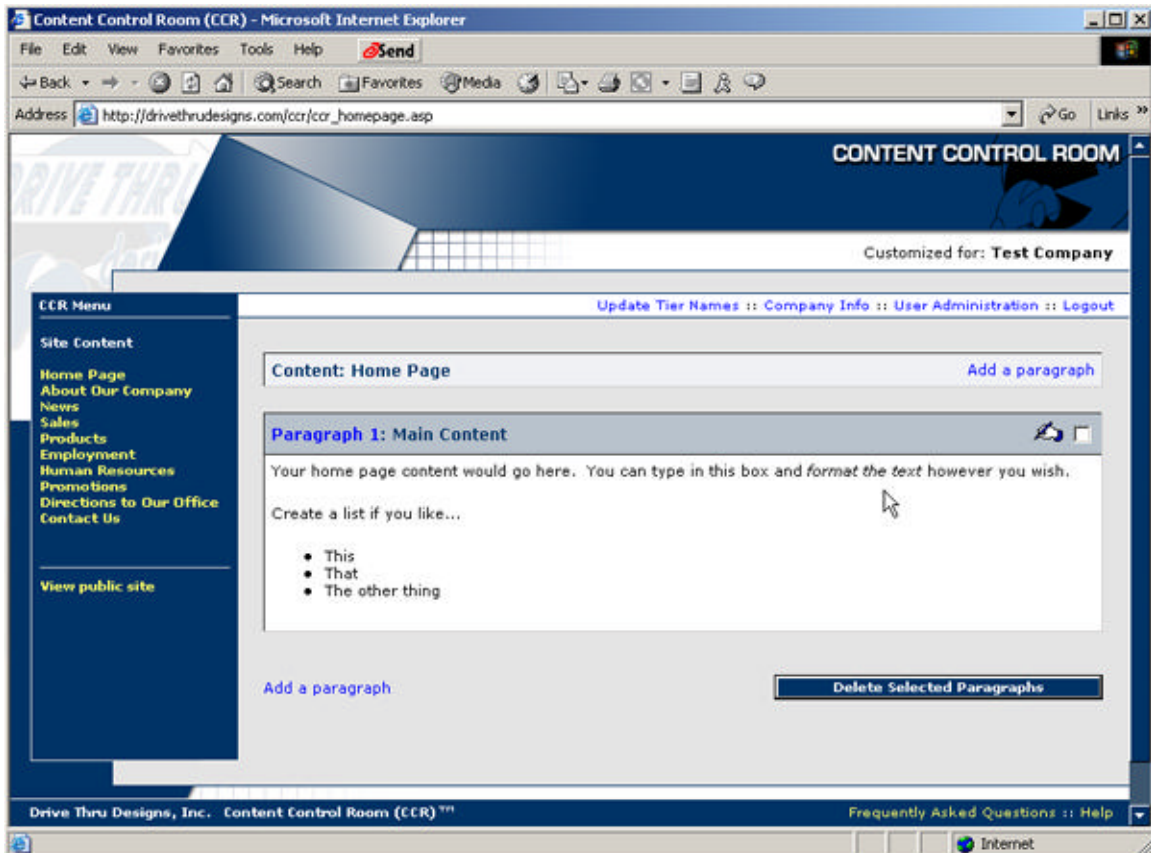 Content Control Room (CCR) - Microsoft Internet Explorer
File Edit View Favorites Tools Help Send
Back Search Favorites Media
Address http://drivethrudesigns.com/ccr/ccr_homepage.asp Go Links »
CONTENT CONTROL ROOM
DRIVE THRU
Customized for: Test Company
CCR Menu
Update Tier Names :: Company Info :: User Administration :: Logout
Site Content
Home Page
About Our Company
News
Sales
Products
Employment
Human Resources
Promotions
Directions to Our Office
Contact Us
View public site
Content: Home Page Add a paragraph
Paragraph 1: Main Content
Your home page content would go here. You can type in this box and format the text however you wish.
Create a list if you like...
• This
• That
• The other thing
Add a paragraph Delete Selected Paragraphs
Drive Thru Designs, Inc. Content Control Room (CCR)™ Frequently Asked Questions :: Help
Internet